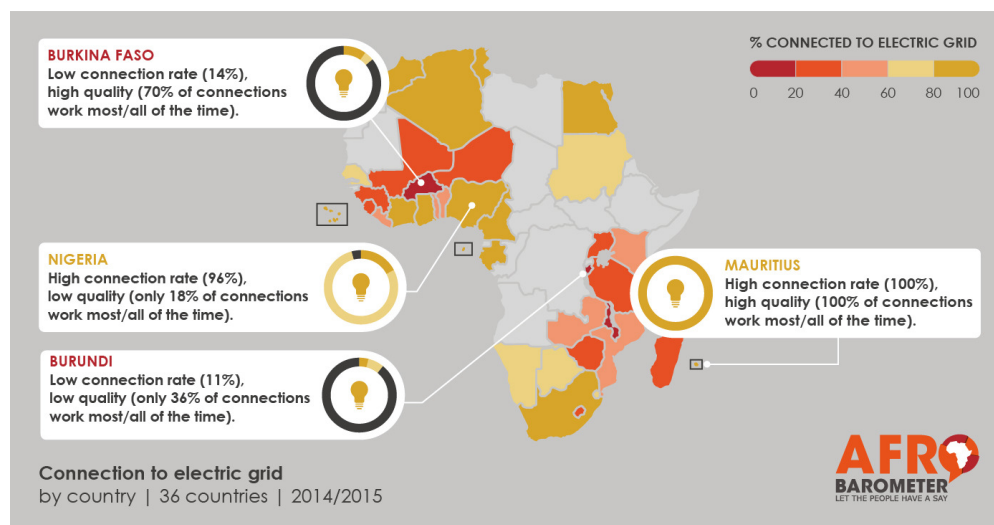 BURKINA FASO
Low connection rate (14%),
high quality (70% of connections
work most/all of the time).
% CONNECTED TO ELECTRIC GRID
0 20 40 60 80 100
NIGERIA
High connection rate (96%),
low quality (only 18% of connections
work most/all of the time).
MAURITIUS
High connection rate (100%),
high quality (100% of connections
work most/all of the time).
BURUNDI
Low connection rate (11%),
low quality (only 36% of connections
work most/all of the time).
Connection to electric grid
by country | 36 countries | 2014/2015
AFRO
BAROMETER
LET THE PEOPLE HAVE A SAY